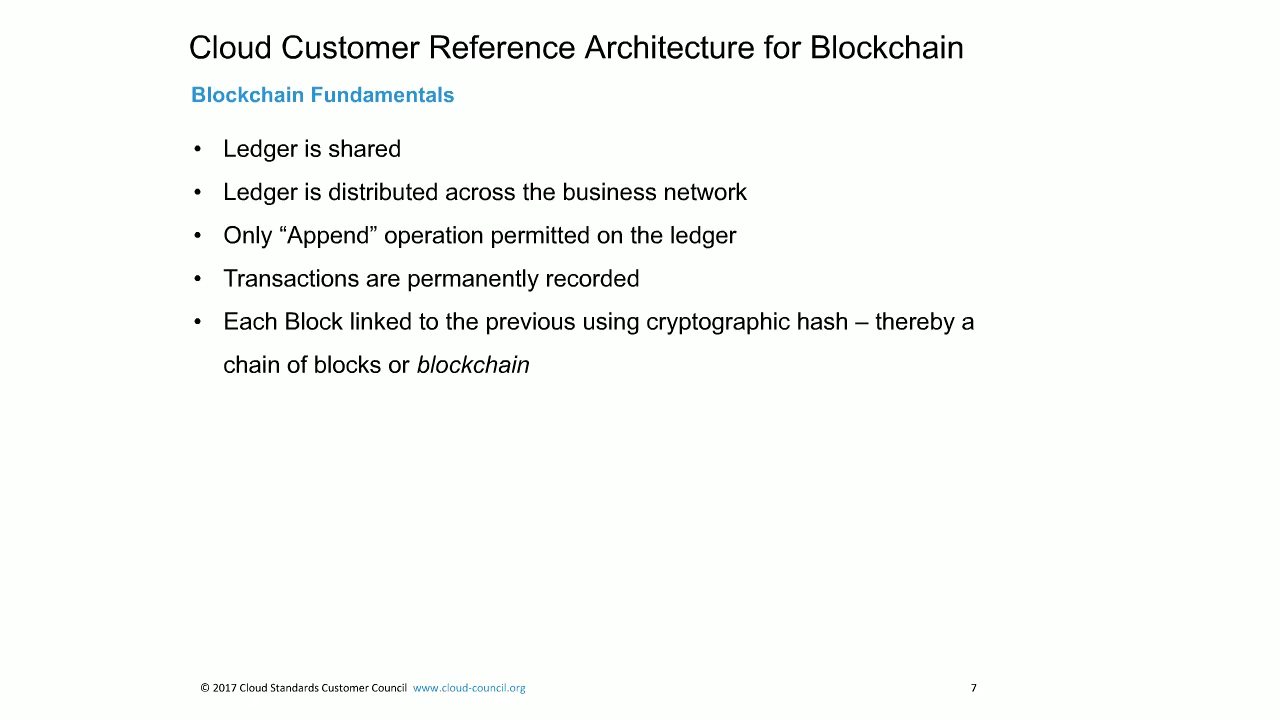 Cloud Customer Reference Architecture for Blockchain
Blockchain Fundamentals
• Ledger is shared
• Ledger is distributed across the business network
• Only “Append” operation permitted on the ledger
• Transactions are permanently recorded
• Each Block linked to the previous using cryptographic hash – thereby a
chain of blocks or blockchain
© 2017 Cloud Standards Customer Council www.cloud-council.org 7